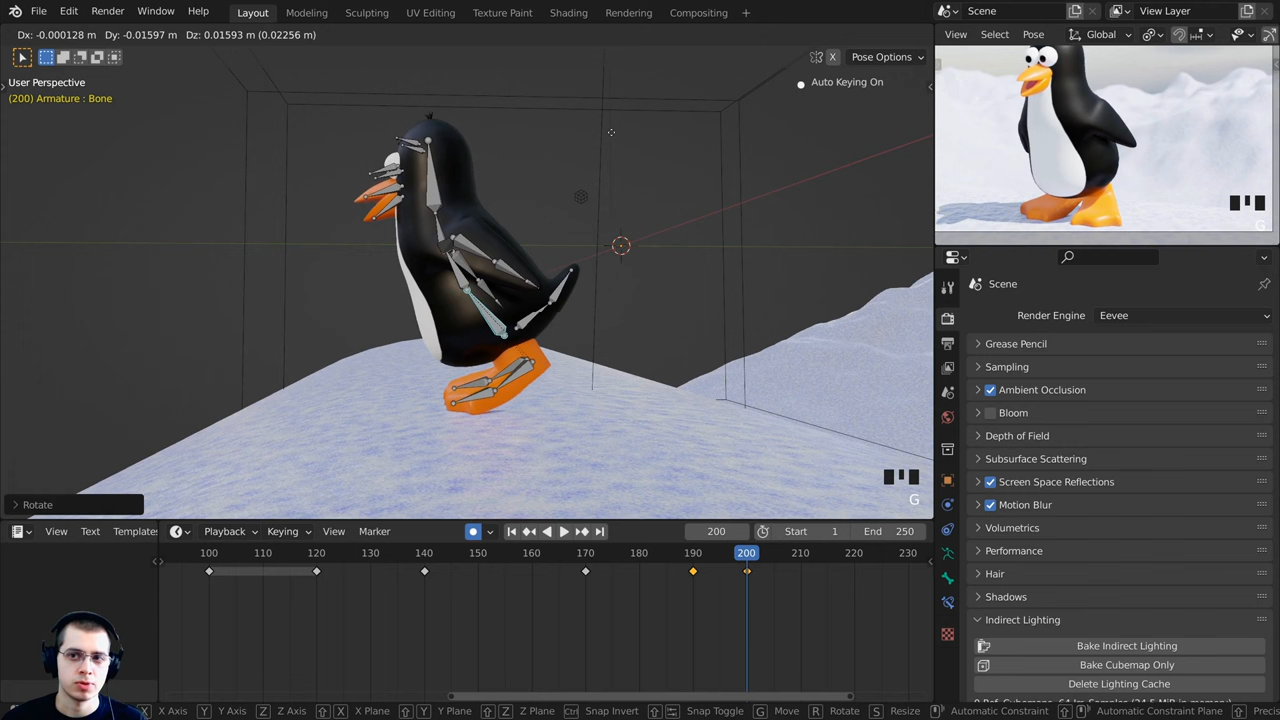 File Edit Render Window Help
Layout Modeling Sculpting UV Editing Texture Paint Shading Animation Rendering Compositing +
Scene View Layer
Dx: -0.000128 m Dy: -0.01597 m Dz: 0.01593 m (0.02256 m)
View Select Pose Global
X Pose Options
User Perspective
(200) Armature : Bone
Auto Keying On
G
G
Rotate
Scene
Render Engine Eevee
Grease Pencil
Sampling
Ambient Occlusion
Bloom
Depth of Field
Subsurface Scattering
Screen Space Reflections
Motion Blur
Volumetrics
Performance
Hair
Shadows
Indirect Lighting
Bake Indirect Lighting
Bake Cubemap Only
Delete Lighting Cache
View Text Templates
Playback Keying View Marker
200 Start 1 End 250
100 110 120 130 140 150 160 170 180 190 200 210 220 230
X Axis Y Y Axis Z Z Axis X X Plane Y Y Plane Z Z Plane Ctrl Snap Invert Snap Toggle G Move R Rotate S Resize Automatic Constraint Automatic Constraint Plane